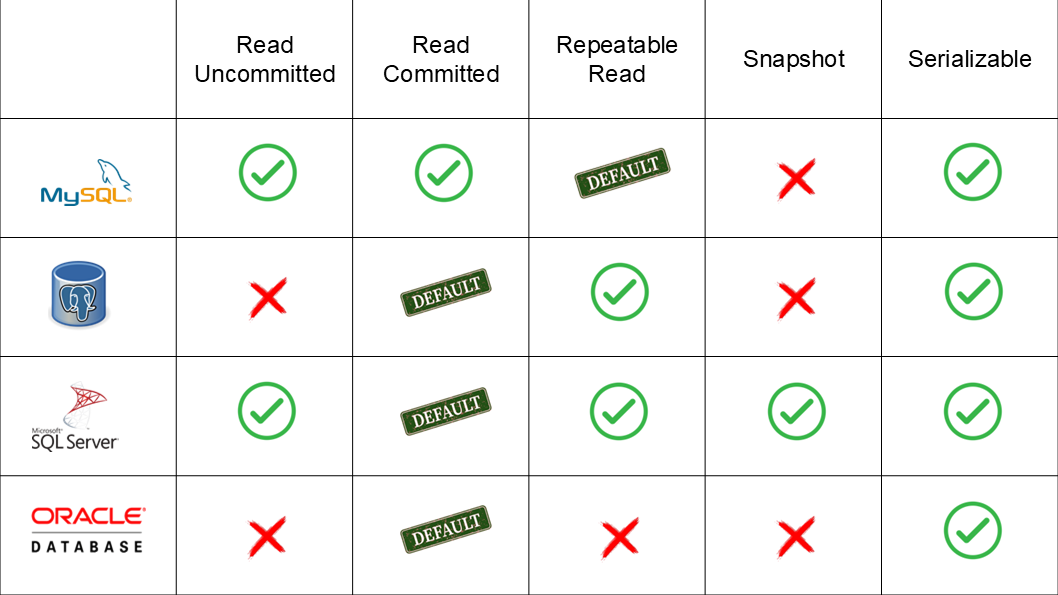 Read
Uncommitted
Read
Committed
Repeatable
Read
Snapshot
Serializable
MySQL®
DEFAULT
DEFAULT
Microsoft®
SQL Server®
DEFAULT
ORACLE®
DATABASE
DEFAULT